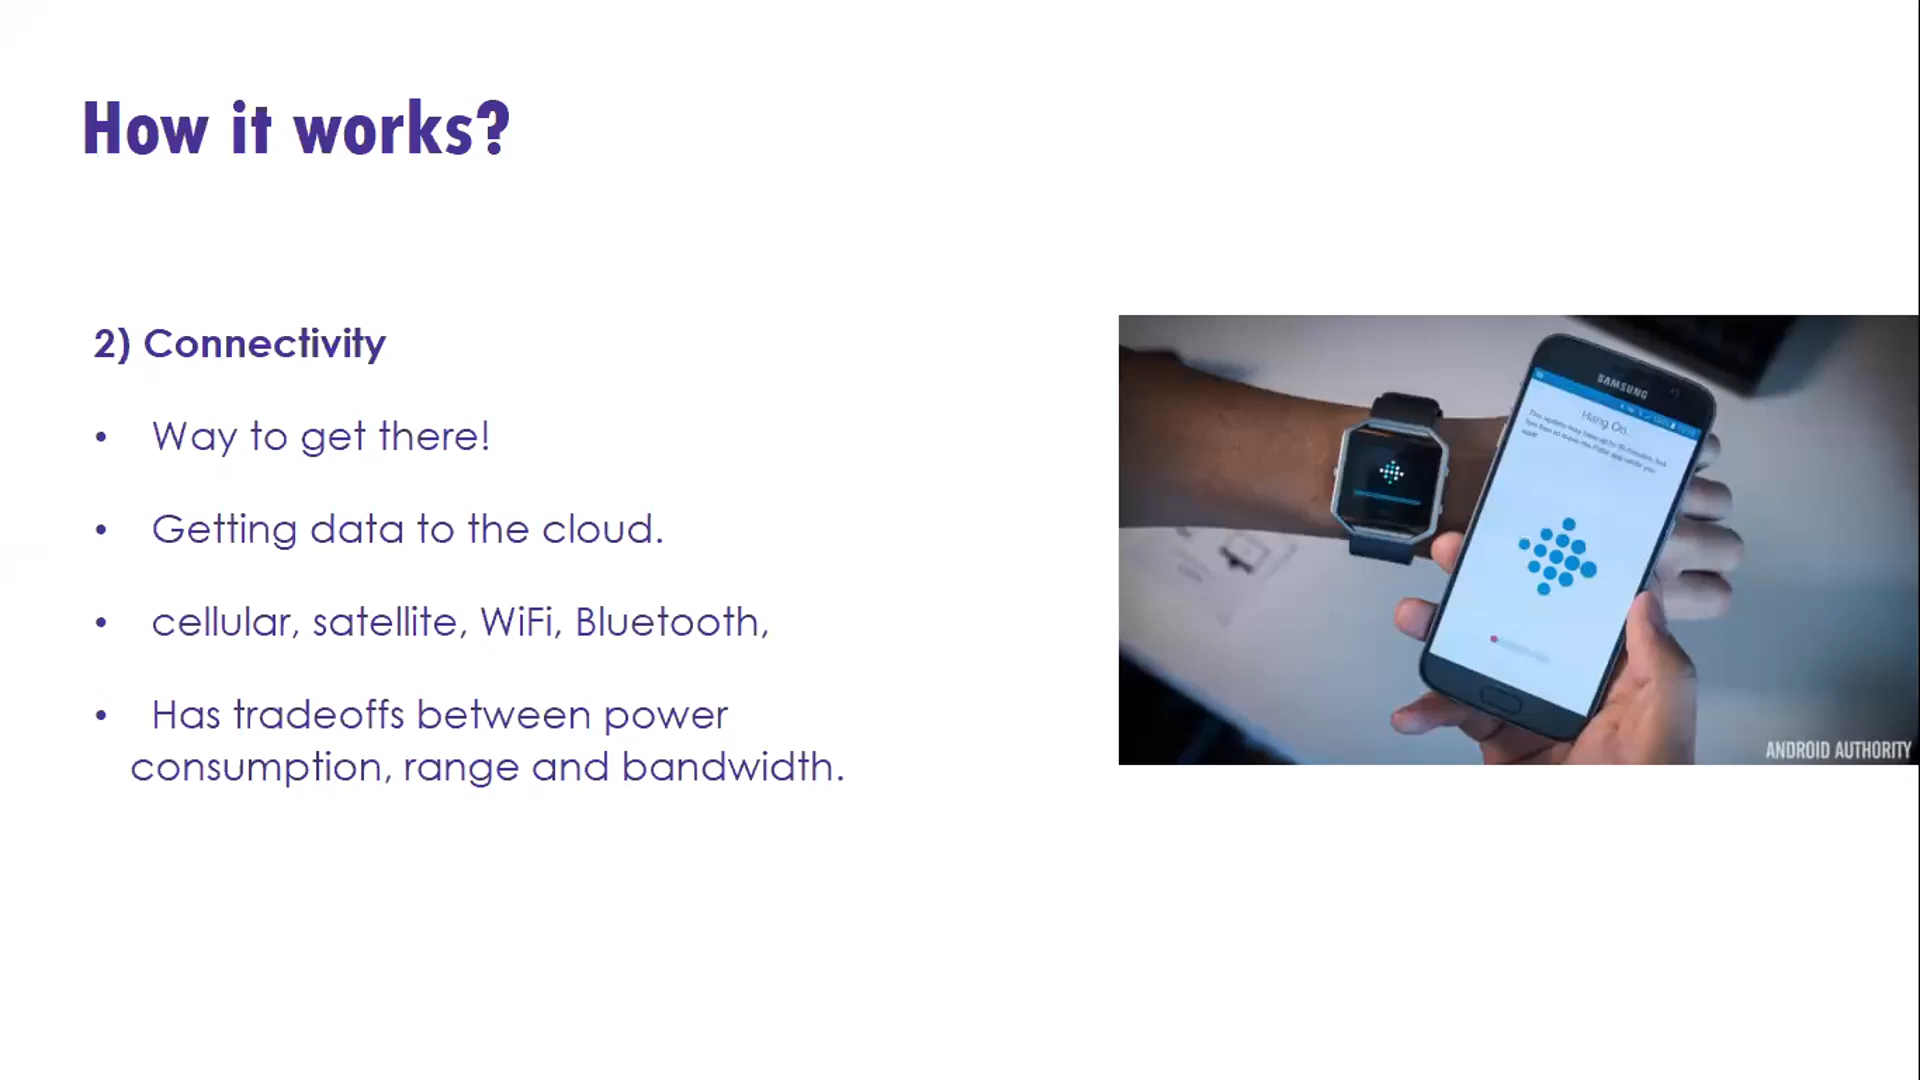 How it works?
2) Connectivity
• Way to get there!
• Getting data to the cloud.
• cellular, satellite, WiFi, Bluetooth,
• Has tradeoffs between power
consumption, range and bandwidth.
SAMSUNG
Hang On...
ANDROID AUTHORITY